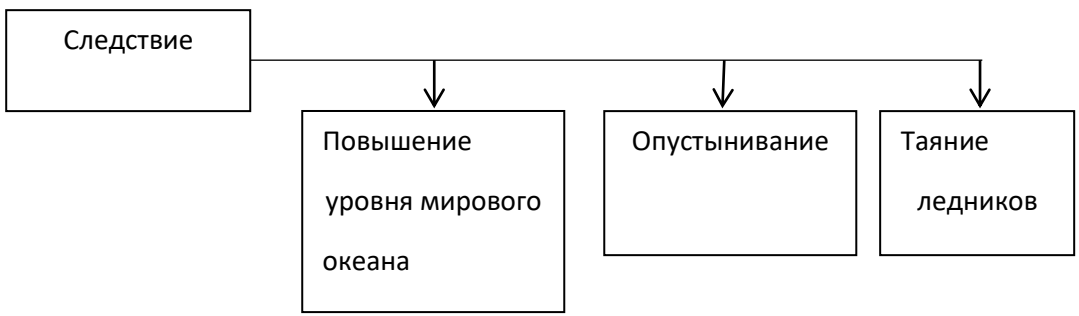 Следствие
Повышение
уровня мирового
океана
Опустынивание
Таяние
ледников